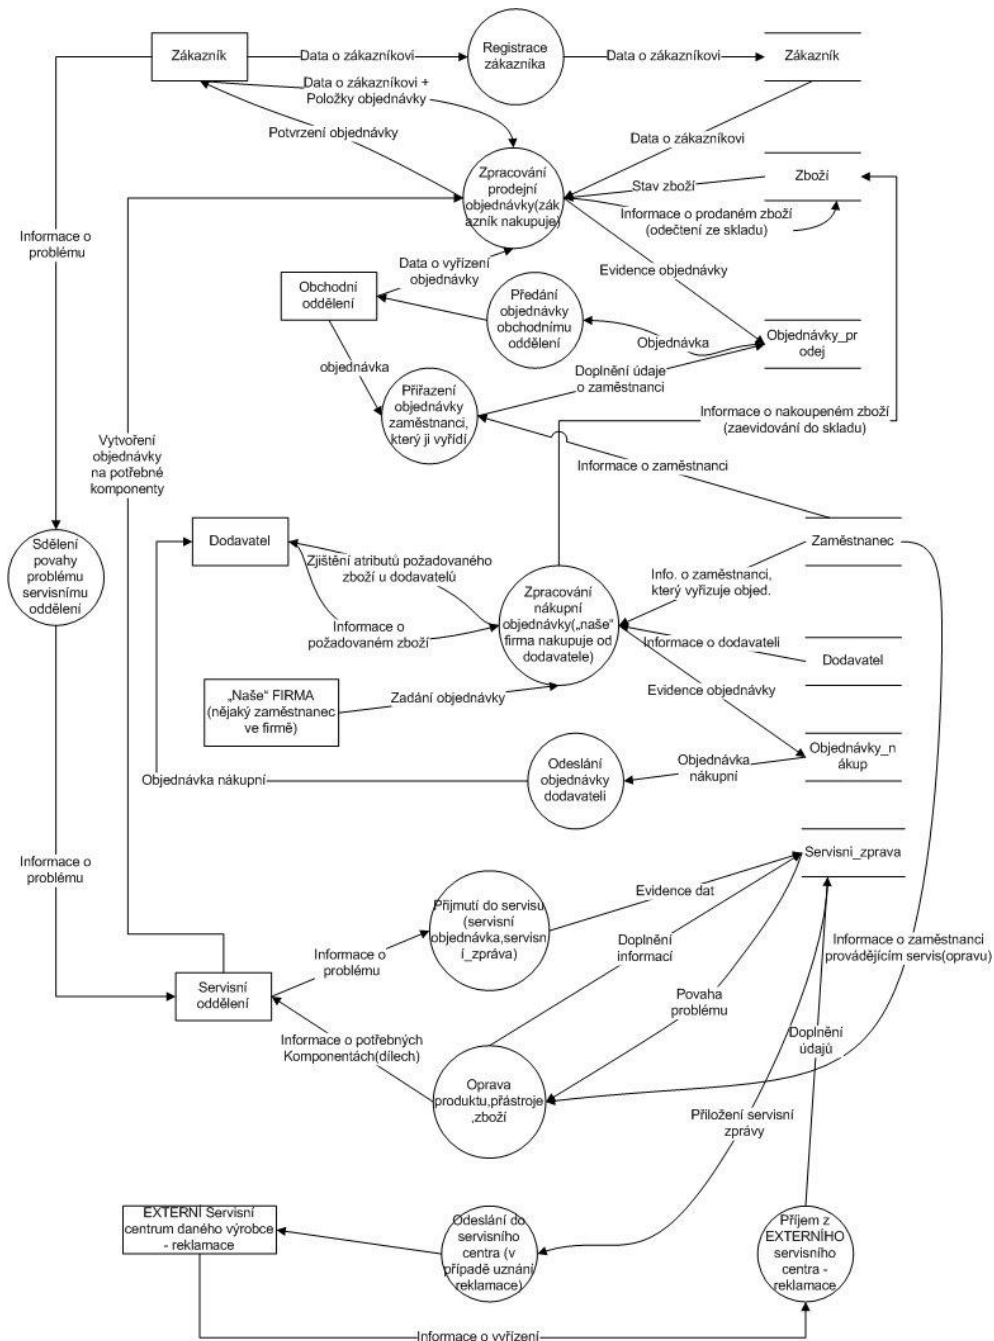 Zákazník
Data o zákazníkovi
Registrace
zákazníka
Data o zákazníkovi
Zákazník
Data o zákazníkovi +
Položky objednávky
Potvrzení objednávky
Data o zákazníkovi
Zpracování
prodejní
objednávky(zák
azník nakupuje)
Stav zboží
Zboží
Informace o prodaném zboží
(odečtení ze skladu)
Informace o
problému
Data o vyřízení
objednávky
Evidence objednávky
Obchodní
oddělení
Předání
objednávky
obchodnímu
oddělení
Objednávka
Objednávky_pr
odej
objednávka
Přiřazení
objednávky
zaměstnanci,
který ji vyřídí
Doplnění údaje
o zaměstnanci
Informace o nakoupeném zboží
(zaevidování do skladu)
Vytvoření
objednávky
na potřebné
komponenty
Informace o zaměstnanci
Sdělení
povahy
problému
servisnímu
oddělení
Dodavatel
Zjištění atributů požadovaného
zboží u dodavatelů
Zaměstnanec
Zpracování
nákupní
objednávky(„naše“
firma nakupuje od
dodavatele)
Info. o zaměstnanci,
který vyřizuje objed.
Informace o
požadovaném zboží
Informace o dodavateli
Dodavatel
„Naše“ FIRMA
(nějaký zaměstnanec
ve firmě)
Zadání objednávky
Evidence objednávky
Objednávky_n
ákup
Objednávka nákupní
Odeslání
objednávky
dodavateli
Objednávka
nákupní
Informace o
problému
Servisni_zprava
Přijmutí do servisu
(servisní
objednávka,servisn
í_zpráva)
Evidence dat
Informace o
problému
Doplnění
informací
Informace o zaměstnanci
provádějícím servis(opravu)
Servisní
oddělení
Povaha
problému
Informace o potřebných
Komponentách(dílech)
Doplnění
údajů
Oprava
produktu,přástroje
,zboží
Přiložení servisní
zprávy
EXTERNÍ Servisní
centrum daného výrobce
- reklamace
Odeslání do
servisního
centra (v
případě uznání
reklamace)
Příjem z
EXTERNÍHO
servisního
centra -
reklamace
Informace o vyřízení